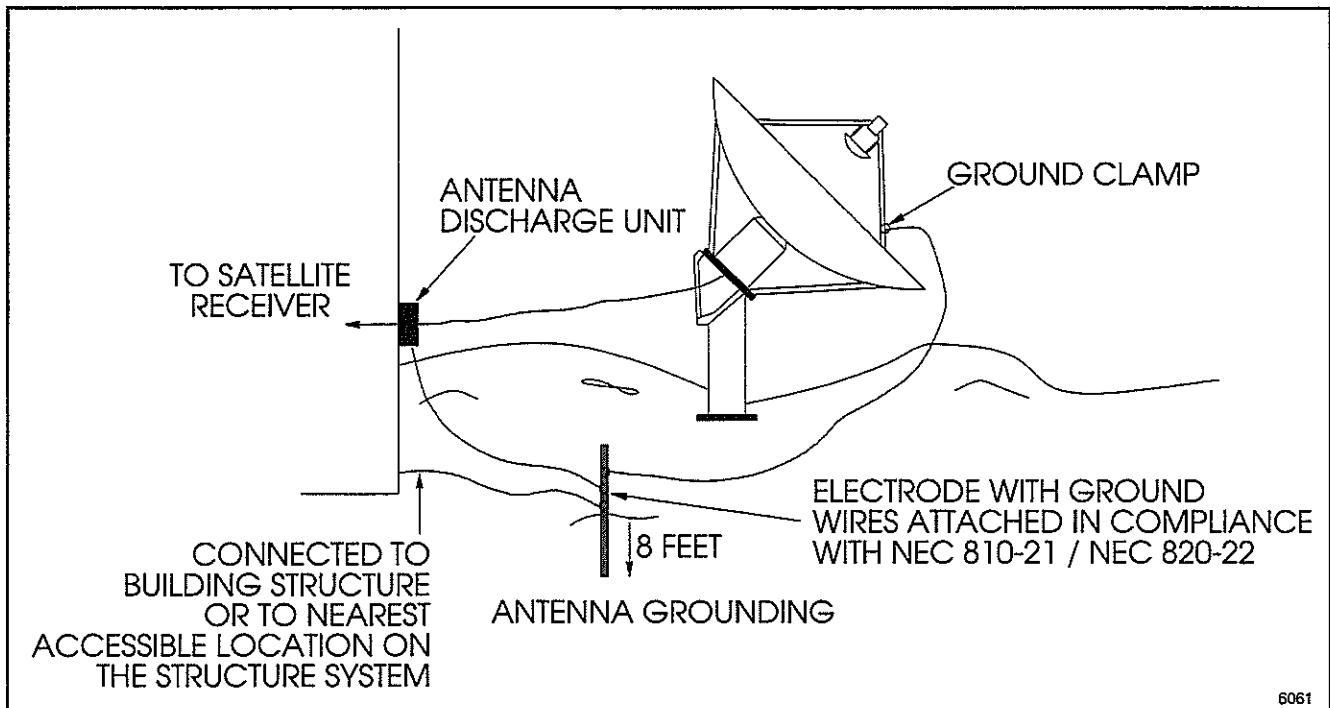 ANTENNA
DISCHARGE UNIT
GROUND CLAMP
TO SATELLITE
RECEIVER
ELECTRODE WITH GROUND
WIRES ATTACHED IN COMPLIANCE
WITH NEC 810-21 / NEC 820-22
8 FEET
CONNECTED TO
BUILDING STRUCTURE
OR TO NEAREST
ACCESSIBLE LOCATION ON
THE STRUCTURE SYSTEM
ANTENNA GROUNDING
6061